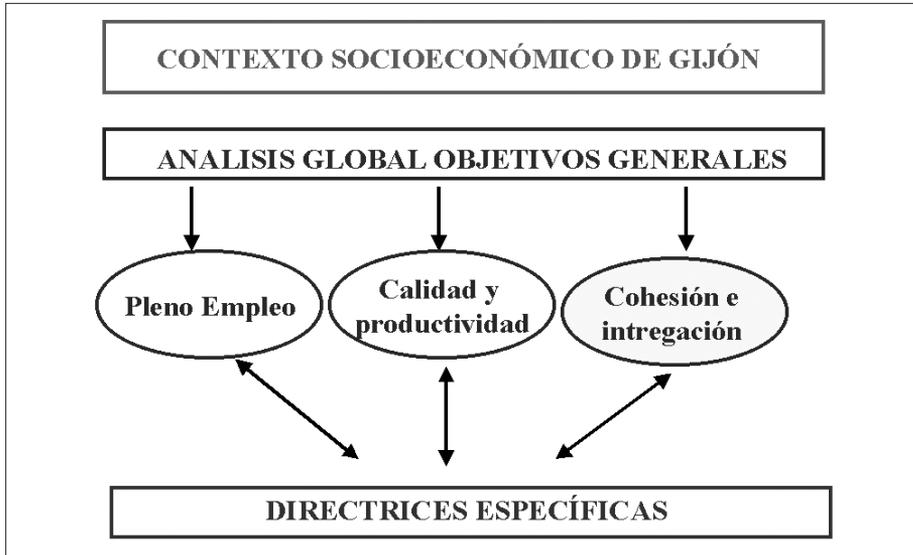 CONTEXTO SOCIOECONÓMICO DE GIJÓN
ANALISIS GLOBAL OBJETIVOS GENERALES
Pleno Empleo
Calidad y
productividad
Cohesión e
intregación
DIRECTRICES ESPECÍFICAS